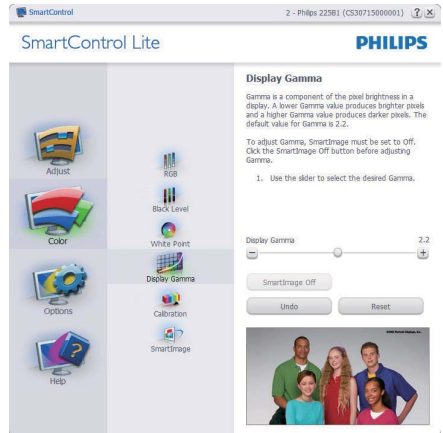 SmartControl
2 - Philips 225B1 (CS30715000001)
?
SmartControl Lite
PHILIPS
Adjust
Color
Options
Help
RGB
Black Level
White Point
Display Gamma
Calibration
SmartImage
Display Gamma
Gamma is a component of the pixel brightness in a
display. A lower Gamma value produces brighter pixels
and a higher Gamma value produces darker pixels. The
default value for Gamma is 2.2.
To adjust Gamma, SmartImage must be set to Off.
Click the SmartImage Off button before adjusting
Gamma.
1. Use the slider to select the desired Gamma.
Display Gamma 2.2
SmartImage Off
Undo Reset